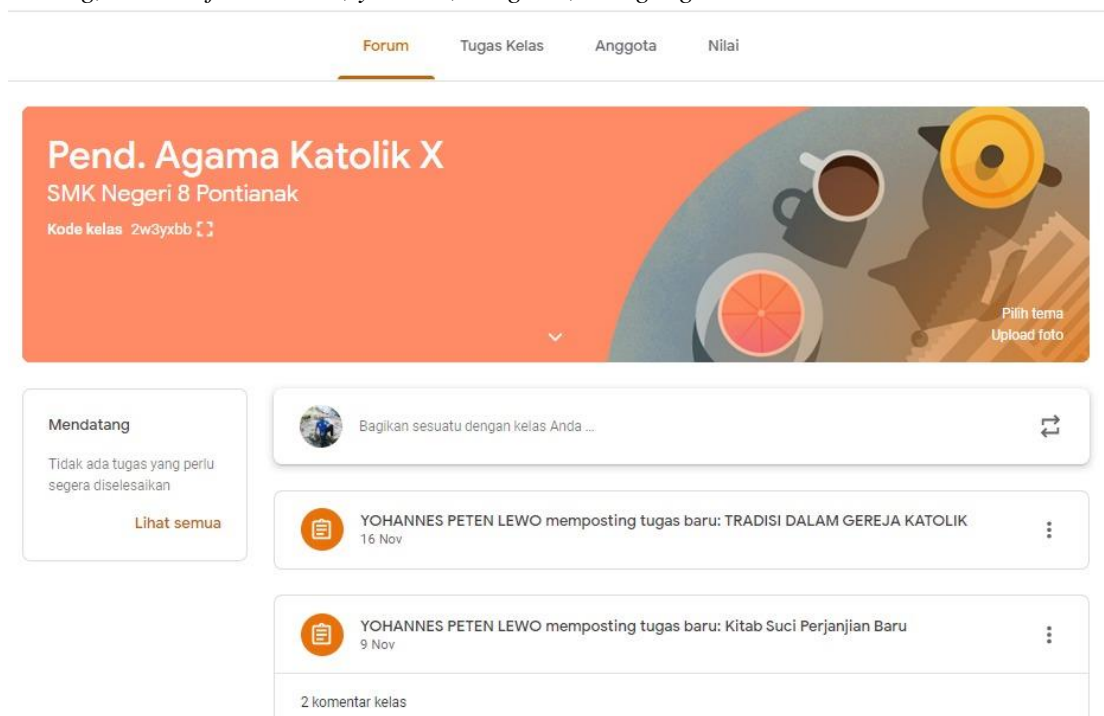 Forum Tugas Kelas Anggota Nilai
Pend. Agama Katolik X
SMK Negeri 8 Pontianak
Kode kelas 2w3yxbb
Pilih tema
Upload foto
Mendatang
Tidak ada tugas yang perlu
segera diselesaikan
Lihat semua
Bagikan sesuatu dengan kelas Anda ...
YOHANNES PETEN LEWO memposting tugas baru: TRADISI DALAM GEREJA KATOLIK
16 Nov
YOHANNES PETEN LEWO memposting tugas baru: Kitab Suci Perjanjian Baru
9 Nov
2 komentar kelas